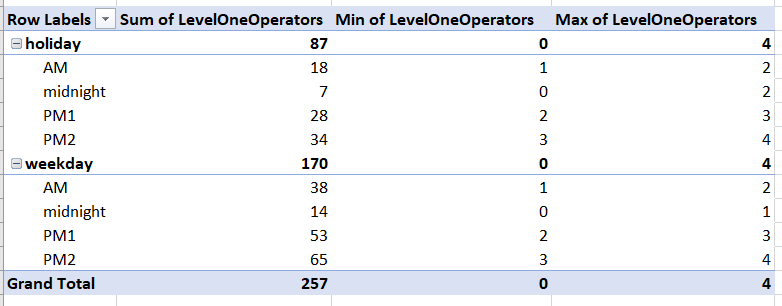 Row Labels Sum of LevelOneOperators Min of LevelOneOperators Max of LevelOneOperators
holiday 87 0 4
AM 18 1 2
midnight 7 0 2
PM1 28 2 3
PM2 34 3 4
weekday 170 0 4
AM 38 1 2
midnight 14 0 1
PM1 53 2 3
PM2 65 3 4
Grand Total 257 0 4